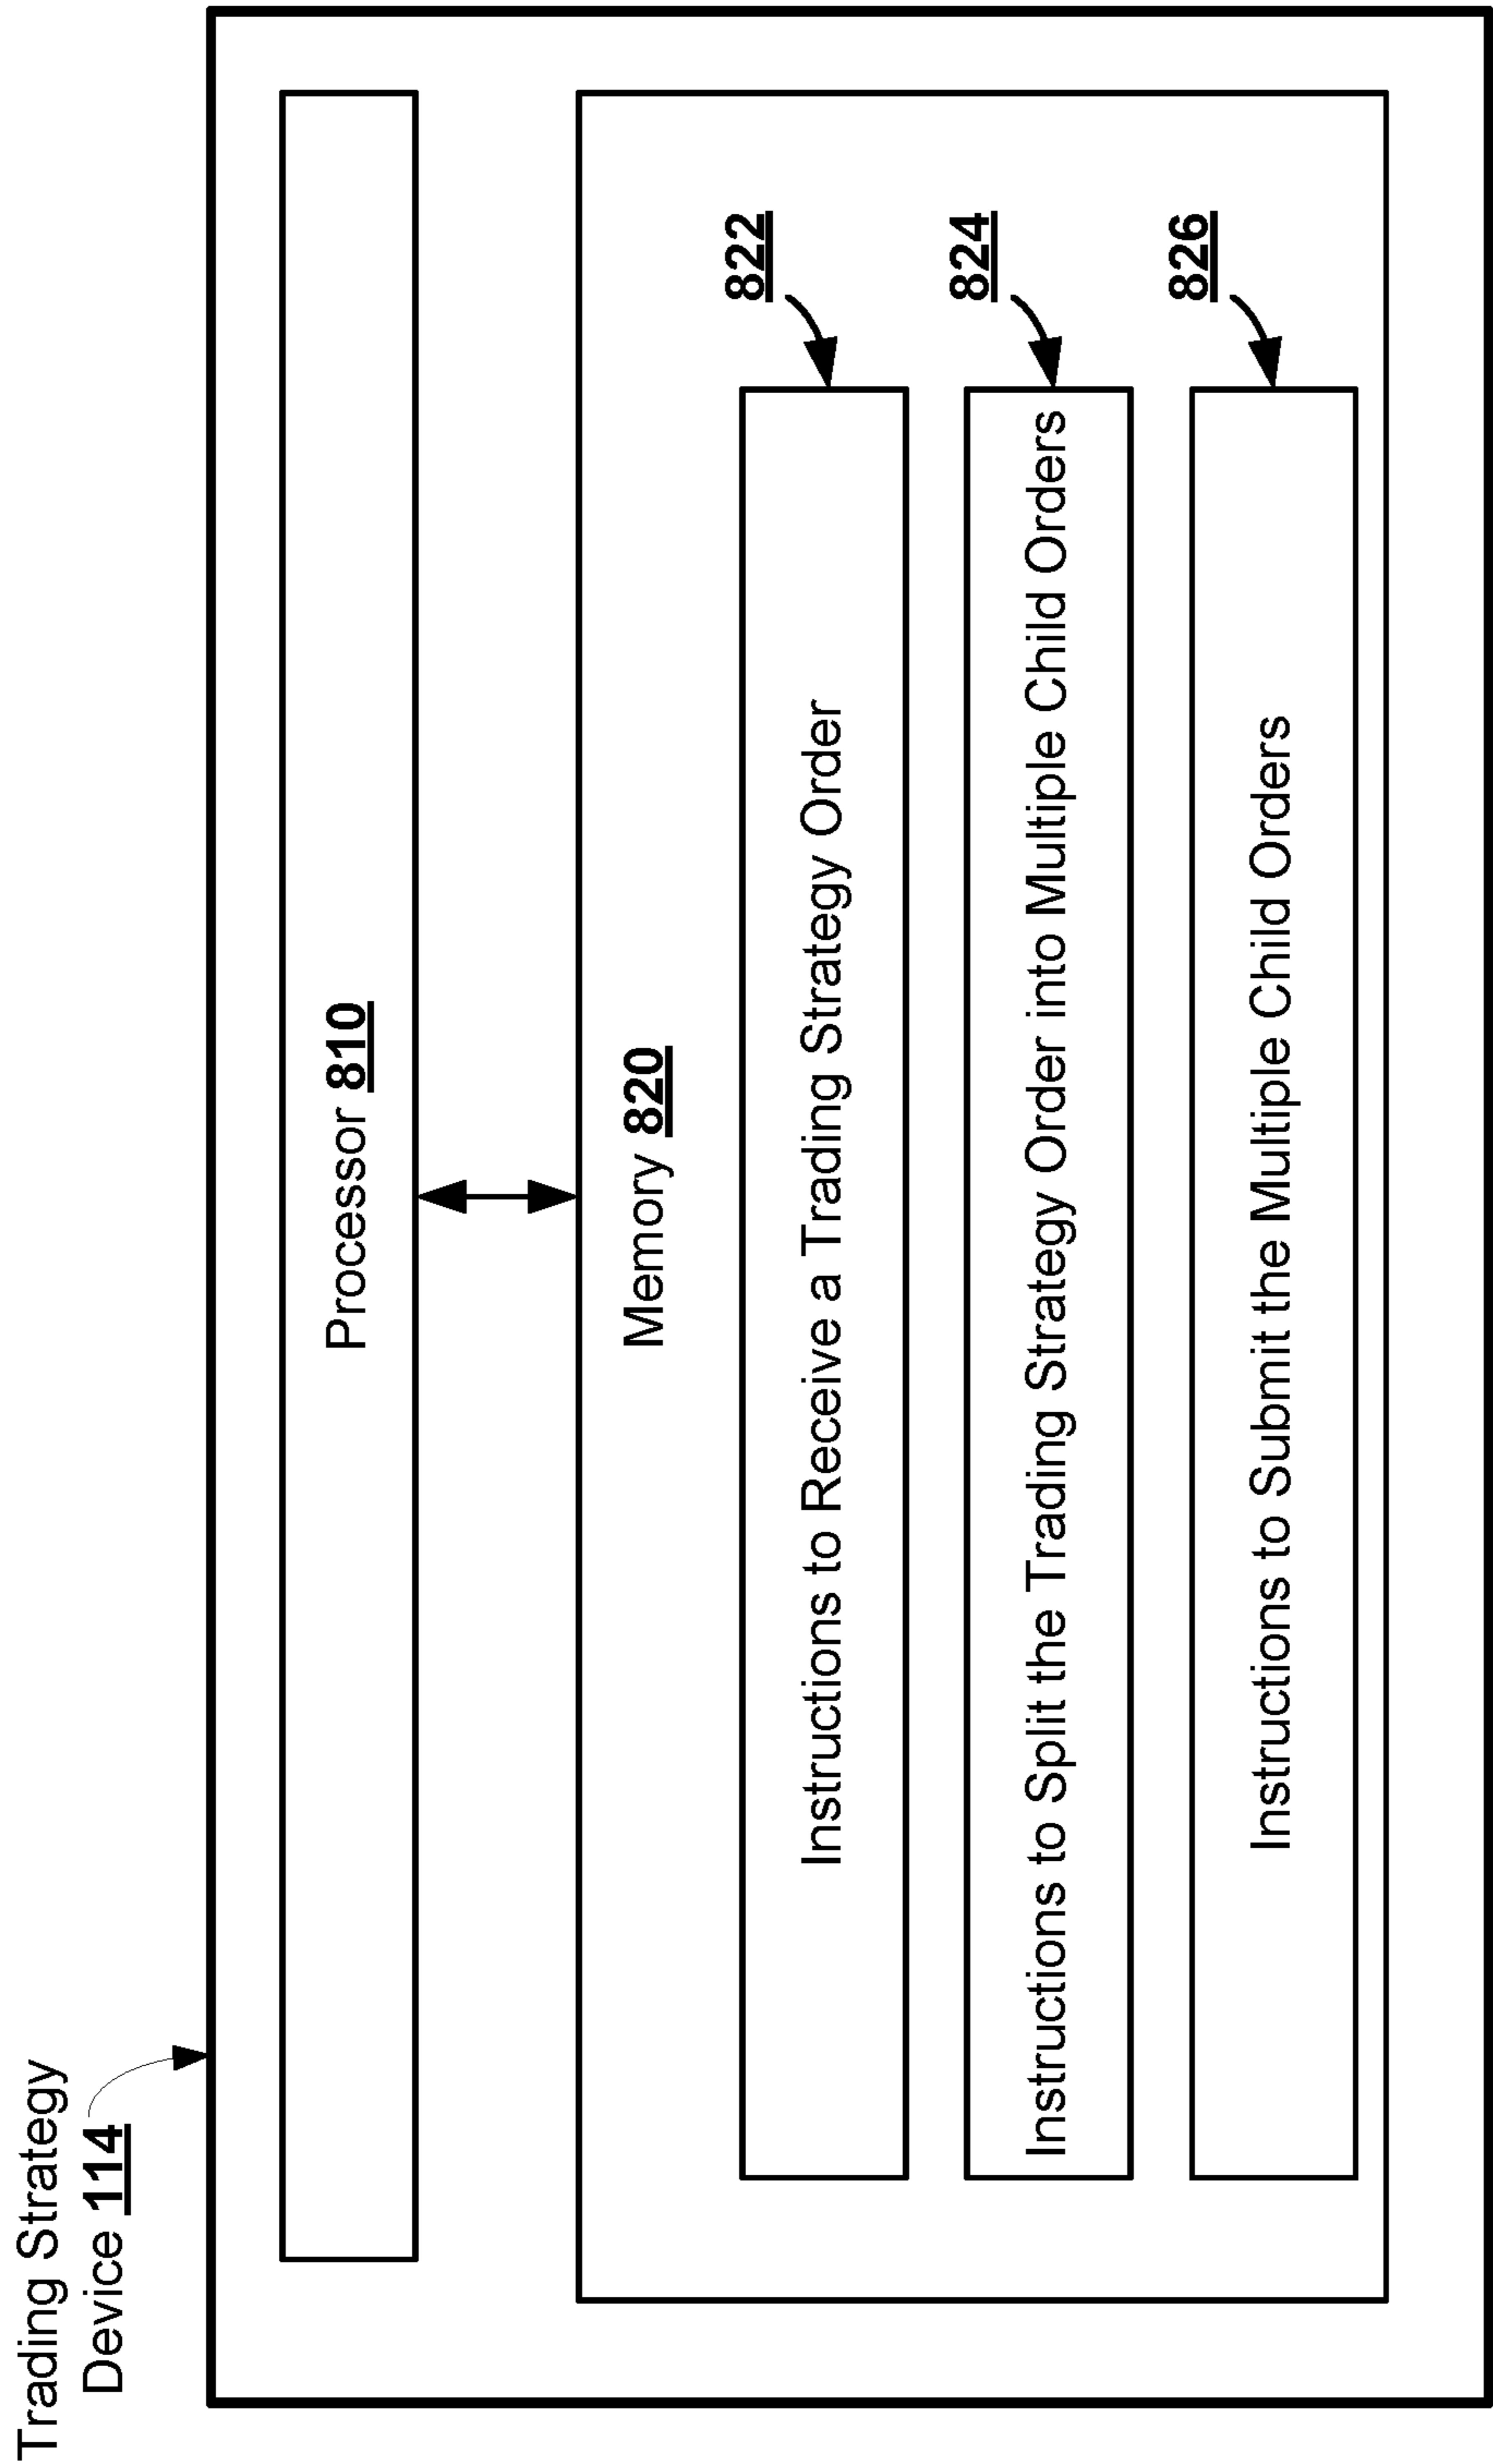 Trading Strategy
Device 114
Processor 810
Memory 820
822
Instructions to Receive a Trading Strategy Order
824
Instructions to Split the Trading Strategy Order into Multiple Child Orders
826
Instructions to Submit the Multiple Child Orders